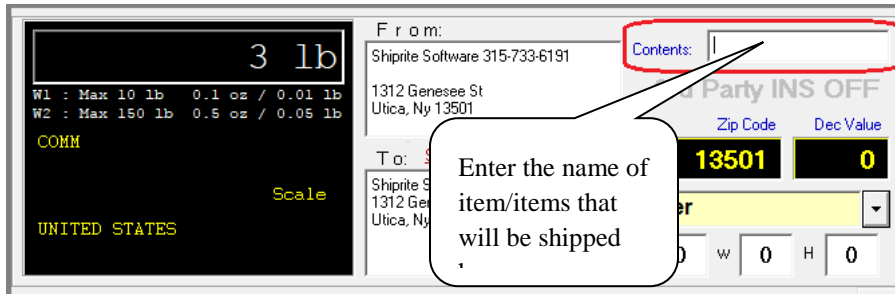 3 lb
W1 : Max 10 lb 0.1 oz / 0.01 lb
W2 : Max 150 lb 0.5 oz / 0.05 lb
COMM
Scale
UNITED STATES
From:
Shiprite Software 315-733-6191
1312 Genesee St
Utica, Ny 13501
To:
Shiprite S
1312 Ger
Utica, Ny
Contents:
Party INS OFF
Zip Code Dec Value
13501 0
er
W 0 H 0
Enter the name of
item/items that
will be shipped